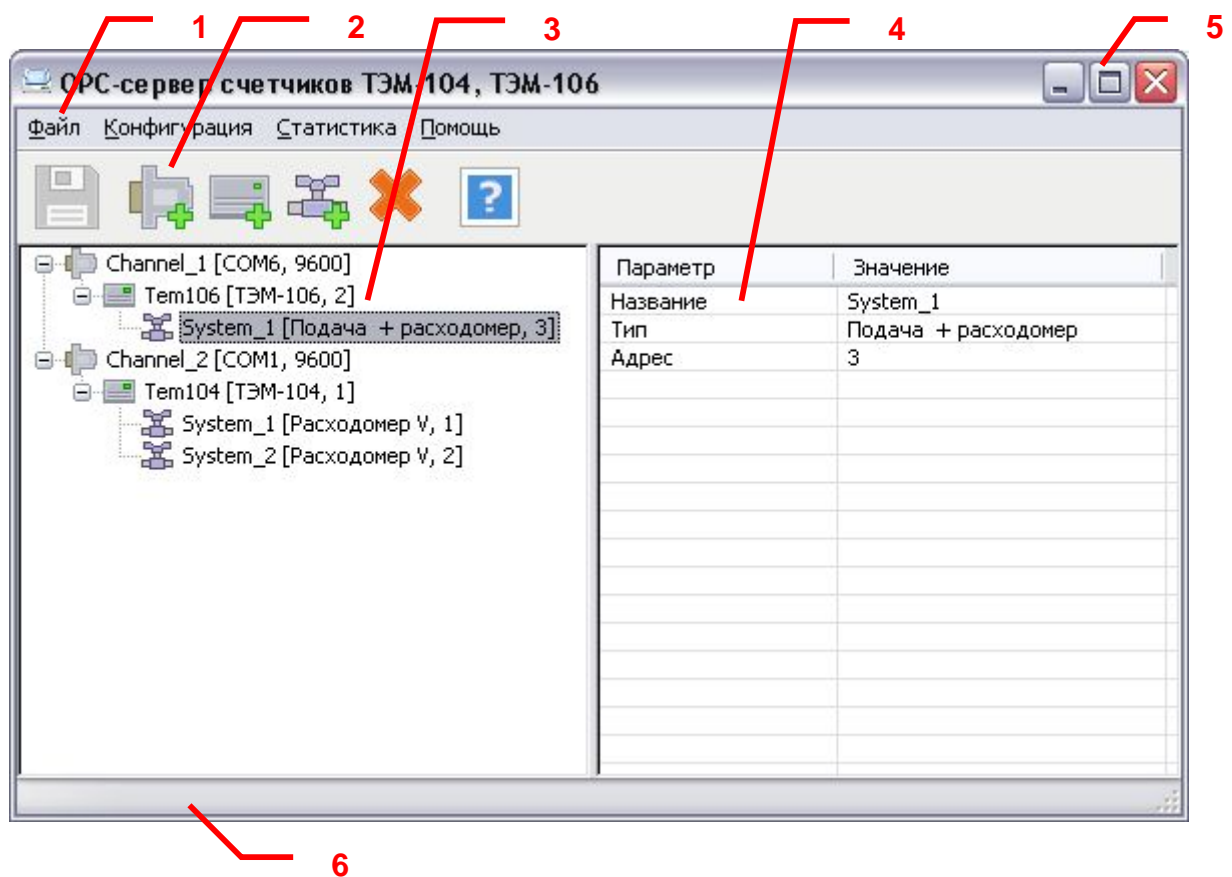 1 2 3 4 5
OPC-сервер счетчиков ТЭМ-104, ТЭМ-106
Файл Конфигурация Статистика Помощь
Channel_1 [COM6, 9600]
Tem106 [ТЭМ-106, 2]
System_1 [Подача + расходомер, 3]
Channel_2 [COM1, 9600]
Tem104 [ТЭМ-104, 1]
System_1 [Расходомер V, 1]
System_2 [Расходомер V, 2]
Параметр Значение
Название System_1
Тип Подача + расходомер
Адрес 3
6